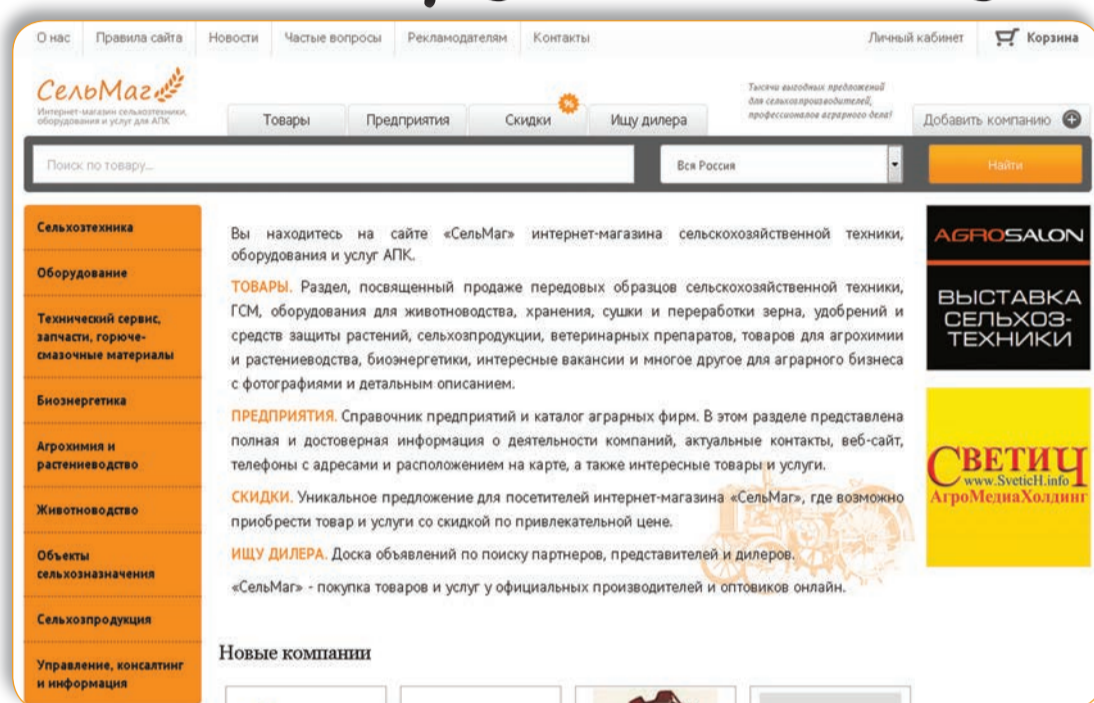 О нас Правила сайта Новости Частые вопросы Рекламодателям Контакты Личный кабинет Корзина
СельМаг
Интернет-магазин сельхозтехники,
оборудования и услуг для АПК
Товары Предприятия Скидки % Ищу дилера
Тысячи выгодных предложений
для сельхозпроизводителей,
профессионалов аграрного дела!
Добавить компанию
Поиск по товару... Вся Россия Найти
Сельхозтехника
Оборудование
Технический сервис,
запчасти, горюче-
смазочные материалы
Биоэнергетика
Агрохимия и
растениеводство
Животноводство
Объекты
сельхозназначения
Сельхозпродукция
Управление, консалтинг
и информация
Вы находитесь на сайте «СельМаг» интернет-магазина сельскохозяйственной техники,
оборудования и услуг АПК.
ТОВАРЫ. Раздел, посвященный продаже передовых образцов сельскохозяйственной техники,
ГСМ, оборудования для животноводства, хранения, сушки и переработки зерна, удобрений и
средств защиты растений, сельхозпродукции, ветеринарных препаратов, товаров для агрохимии
и растениеводства, биоэнергетики, интересные вакансии и многое другое для аграрного бизнеса
с фотографиями и детальным описанием.
ПРЕДПРИЯТИЯ. Справочник предприятий и каталог аграрных фирм. В этом разделе представлена
полная и достоверная информация о деятельности компаний, актуальные контакты, веб-сайт,
телефоны с адресами и расположением на карте, а также интересные товары и услуги.
СКИДКИ. Уникальное предложение для посетителей интернет-магазина «СельМаг», где возможно
приобрести товар и услуги со скидкой по привлекательной цене.
ИЩУ ДИЛЕРА. Доска объявлений по поиску партнеров, представителей и дилеров.
«СельМаг» - покупка товаров и услуг у официальных производителей и оптовиков онлайн.
Новые компании
AGROSALON
ВЫСТАВКА
СЕЛЬХОЗ-
ТЕХНИКИ
СВЕТИЧ
www.SveticH.info
АгроМедиаХолдинг